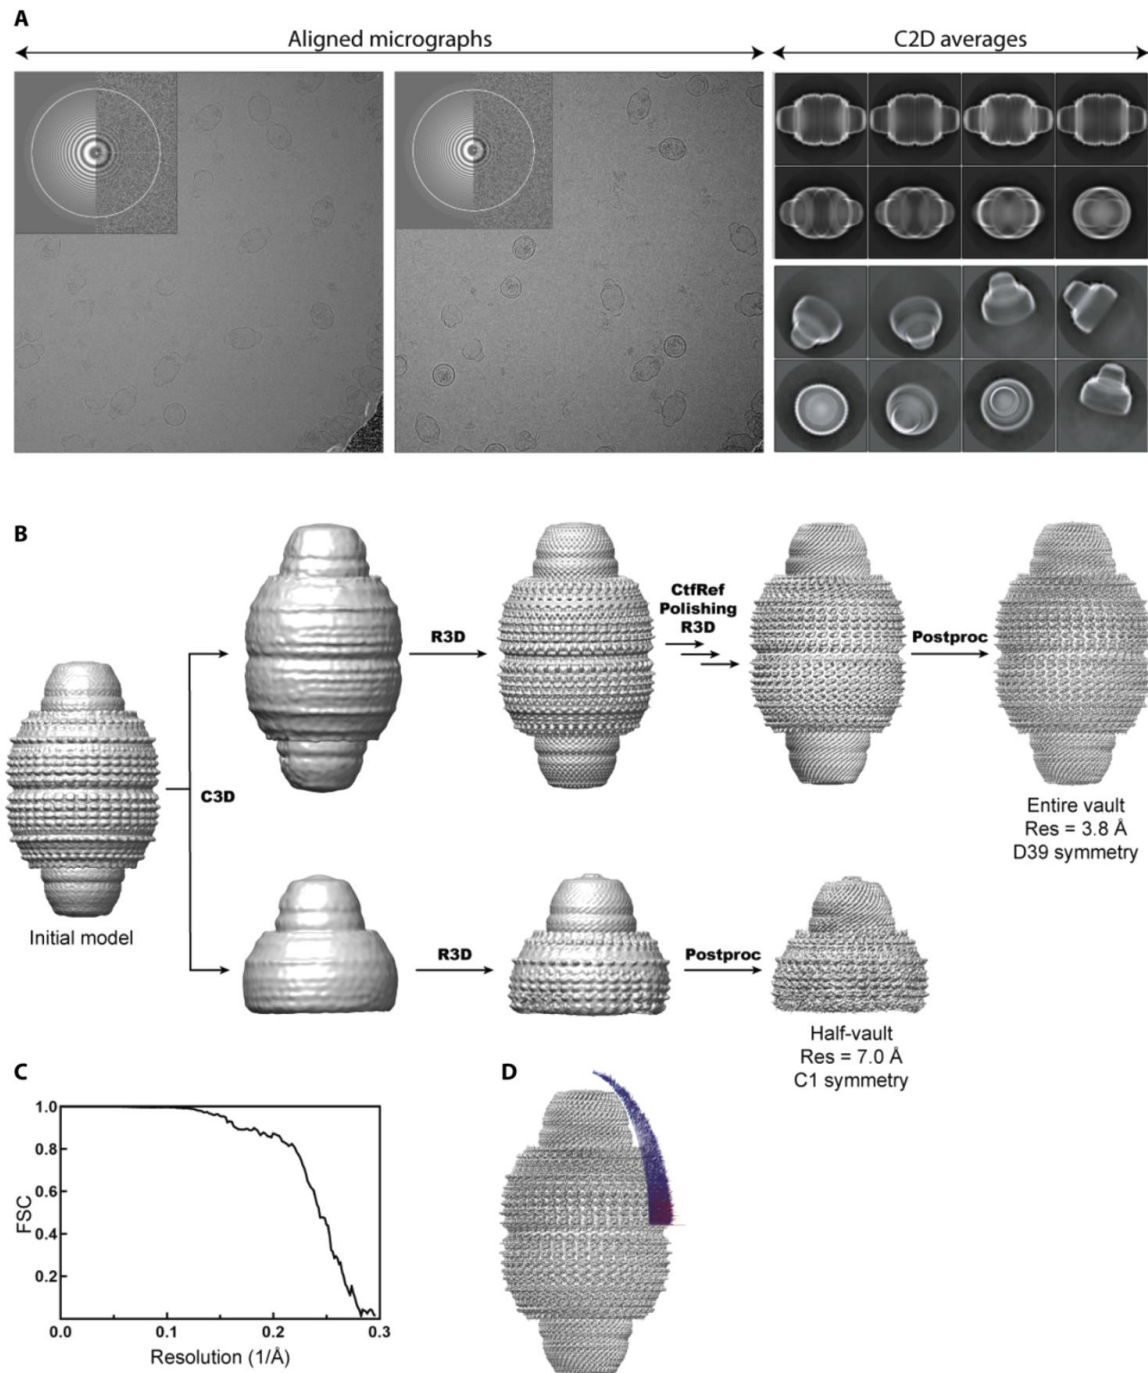 A
Aligned micrographs
C2D averages
B
R3D
CtfRef
Polishing
R3D
Postproc
C3D
Entire vault
Res = 3.8 Å
D39 symmetry
Initial model
R3D
Postproc
Half-vault
Res = 7.0 Å
C1 symmetry
C
D
1.0
0.8
0.6
0.4
0.2
FSC
0.0
0.1
0.2
0.3
Resolution (1/Å)